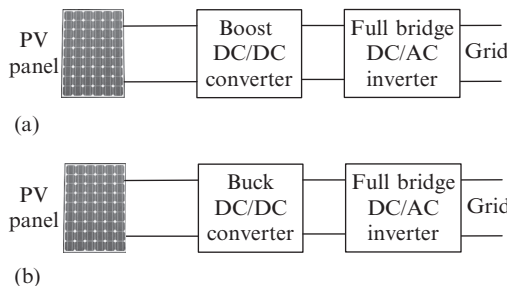 PV
panel
Boost
DC/DC
converter
Full bridge
DC/AC
inverter
Grid
(a)
PV
panel
Buck
DC/DC
converter
Full bridge
DC/AC
inverter
Grid
(b)